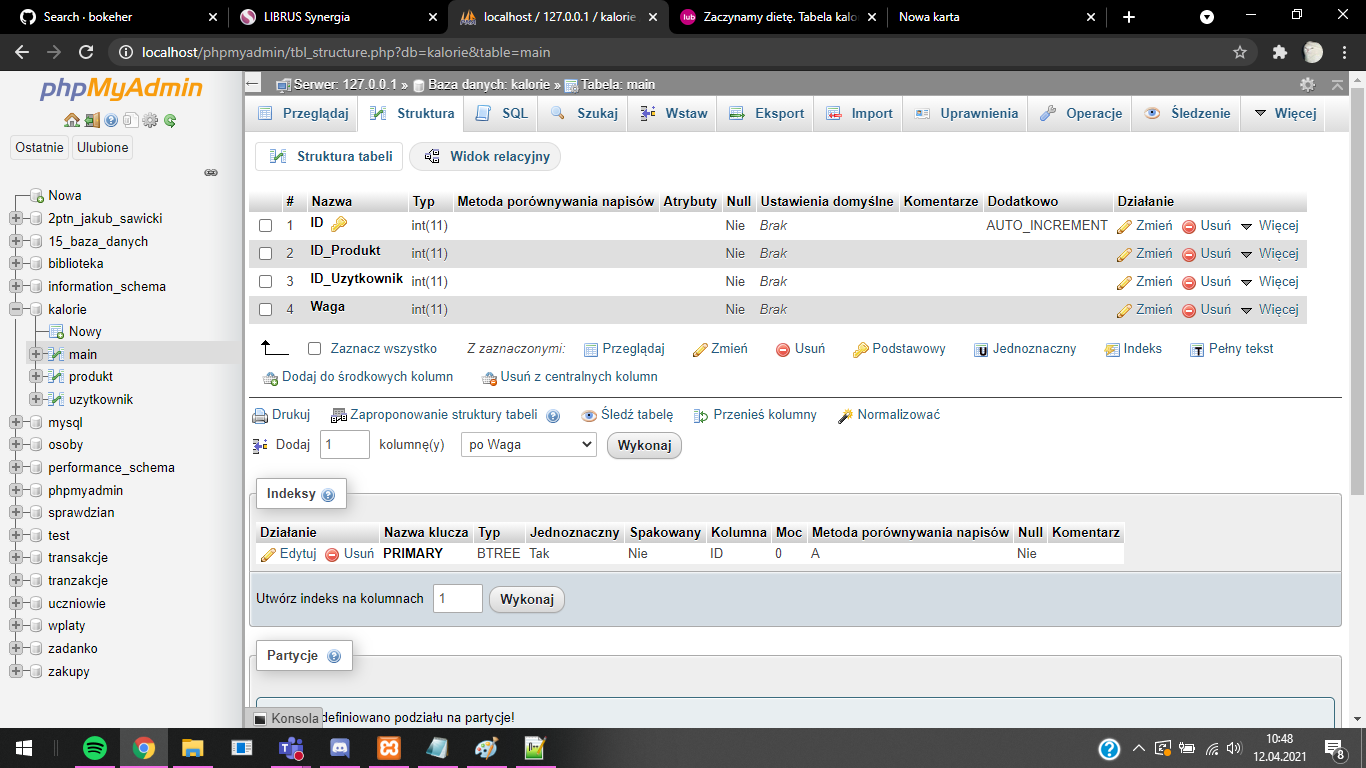 Search · bokeher
LIBRUS Synergia
localhost / 127.0.0.1 / kalorie
lub
Zaczynamy dietę. Tabela kalo
Nowa karta
localhost/phpmyadmin/tbl_structure.php?db=kalorie&table=main
phpMyAdmin
Ostatnie
Ulubione
Nowa
2ptn_jakub_sawicki
15_baza_danych
biblioteka
information_schema
kalorie
Nowy
main
produkt
uzytkownik
mysql
osoby
performance_schema
phpmyadmin
sprawdzian
test
transakcje
tranzakcje
uczniowie
wplaty
zadanko
zakupy
Serwer: 127.0.0.1 » Baza danych: kalorie » Tabela: main
Przeglądaj Struktura SQL Szukaj Wstaw Eksport Import Uprawnienia Operacje Śledzenie Więcej
Struktura tabeli Widok relacyjny
# Nazwa Typ Metoda porównywania napisów Atrybuty Null Ustawienia domyślne Komentarze Dodatkowo Działanie
1 ID int(11) Nie Brak AUTO_INCREMENT Zmień Usuń Więcej
2 ID_Produkt int(11) Nie Brak Zmień Usuń Więcej
3 ID_Uzytkownik int(11) Nie Brak Zmień Usuń Więcej
4 Waga int(11) Nie Brak Zmień Usuń Więcej
Zaznacz wszystko Z zaznaczonymi: Przeglądaj Zmień Usuń Podstawowy Jednoznaczny Indeks Pełny tekst
Dodaj do środkowych kolumn Usuń z centralnych kolumn
Drukuj Zaproponowanie struktury tabeli Śledź tabelę Przenieś kolumny Normalizować
Dodaj 1 kolumnę(y) po Waga Wykonaj
Indeksy
Działanie Nazwa klucza Typ Jednoznaczny Spakowany Kolumna Moc Metoda porównywania napisów Null Komentarz
Edytuj Usuń PRIMARY BTREE Tak Nie ID 0 A Nie
Utwórz indeks na kolumnach 1 Wykonaj
Partycje
Konsola
definiowano podziału na partycje!
10:48
12.04.2021
8